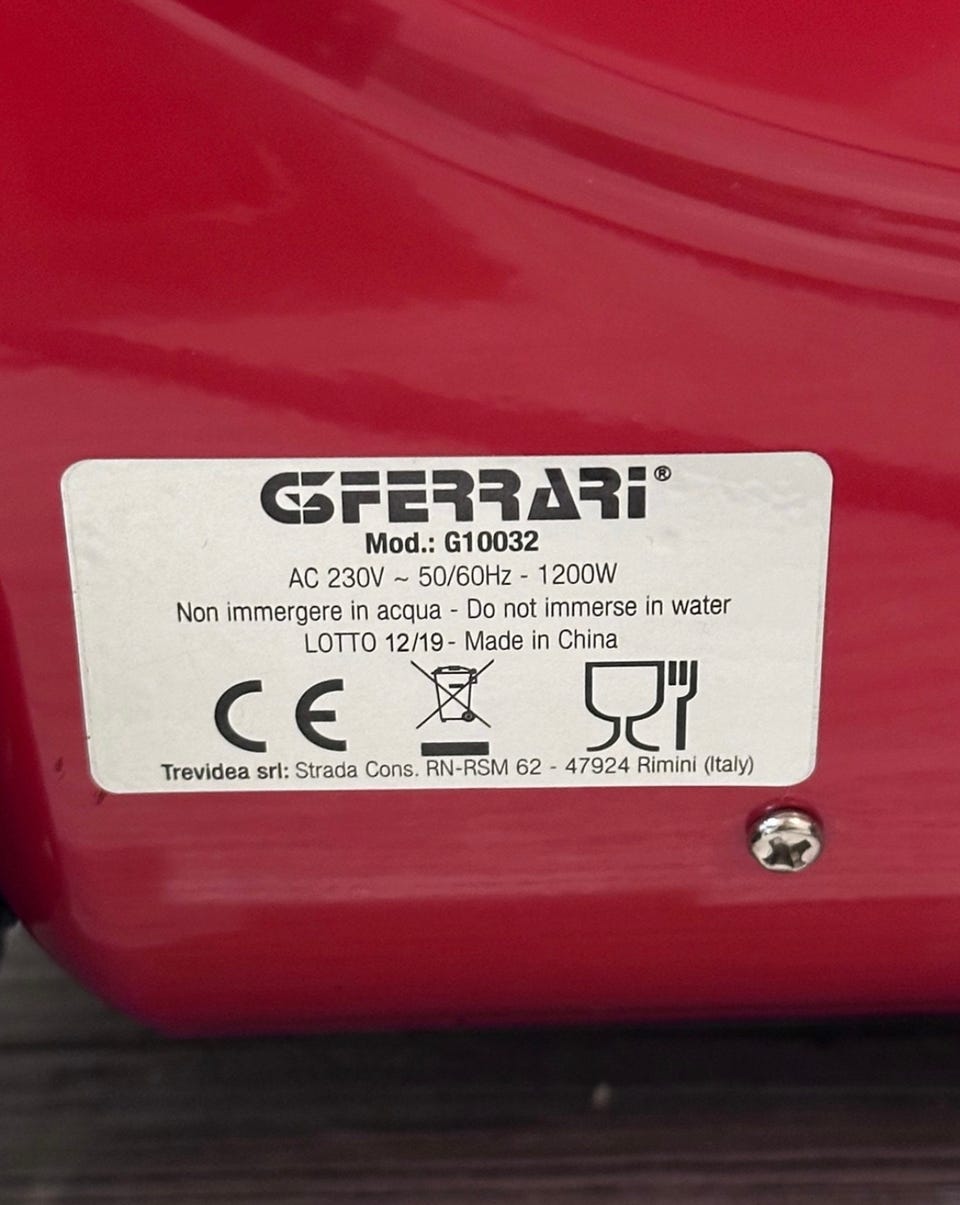 G3FERRARI®
Mod.: G10032
AC 230V ~ 50/60Hz - 1200W
Non immergere in acqua - Do not immerse in water
LOTTO 12/19 - Made in China
CE
Trevidea srl: Strada Cons. RN-RSM 62 - 47924 Rimini (Italy)